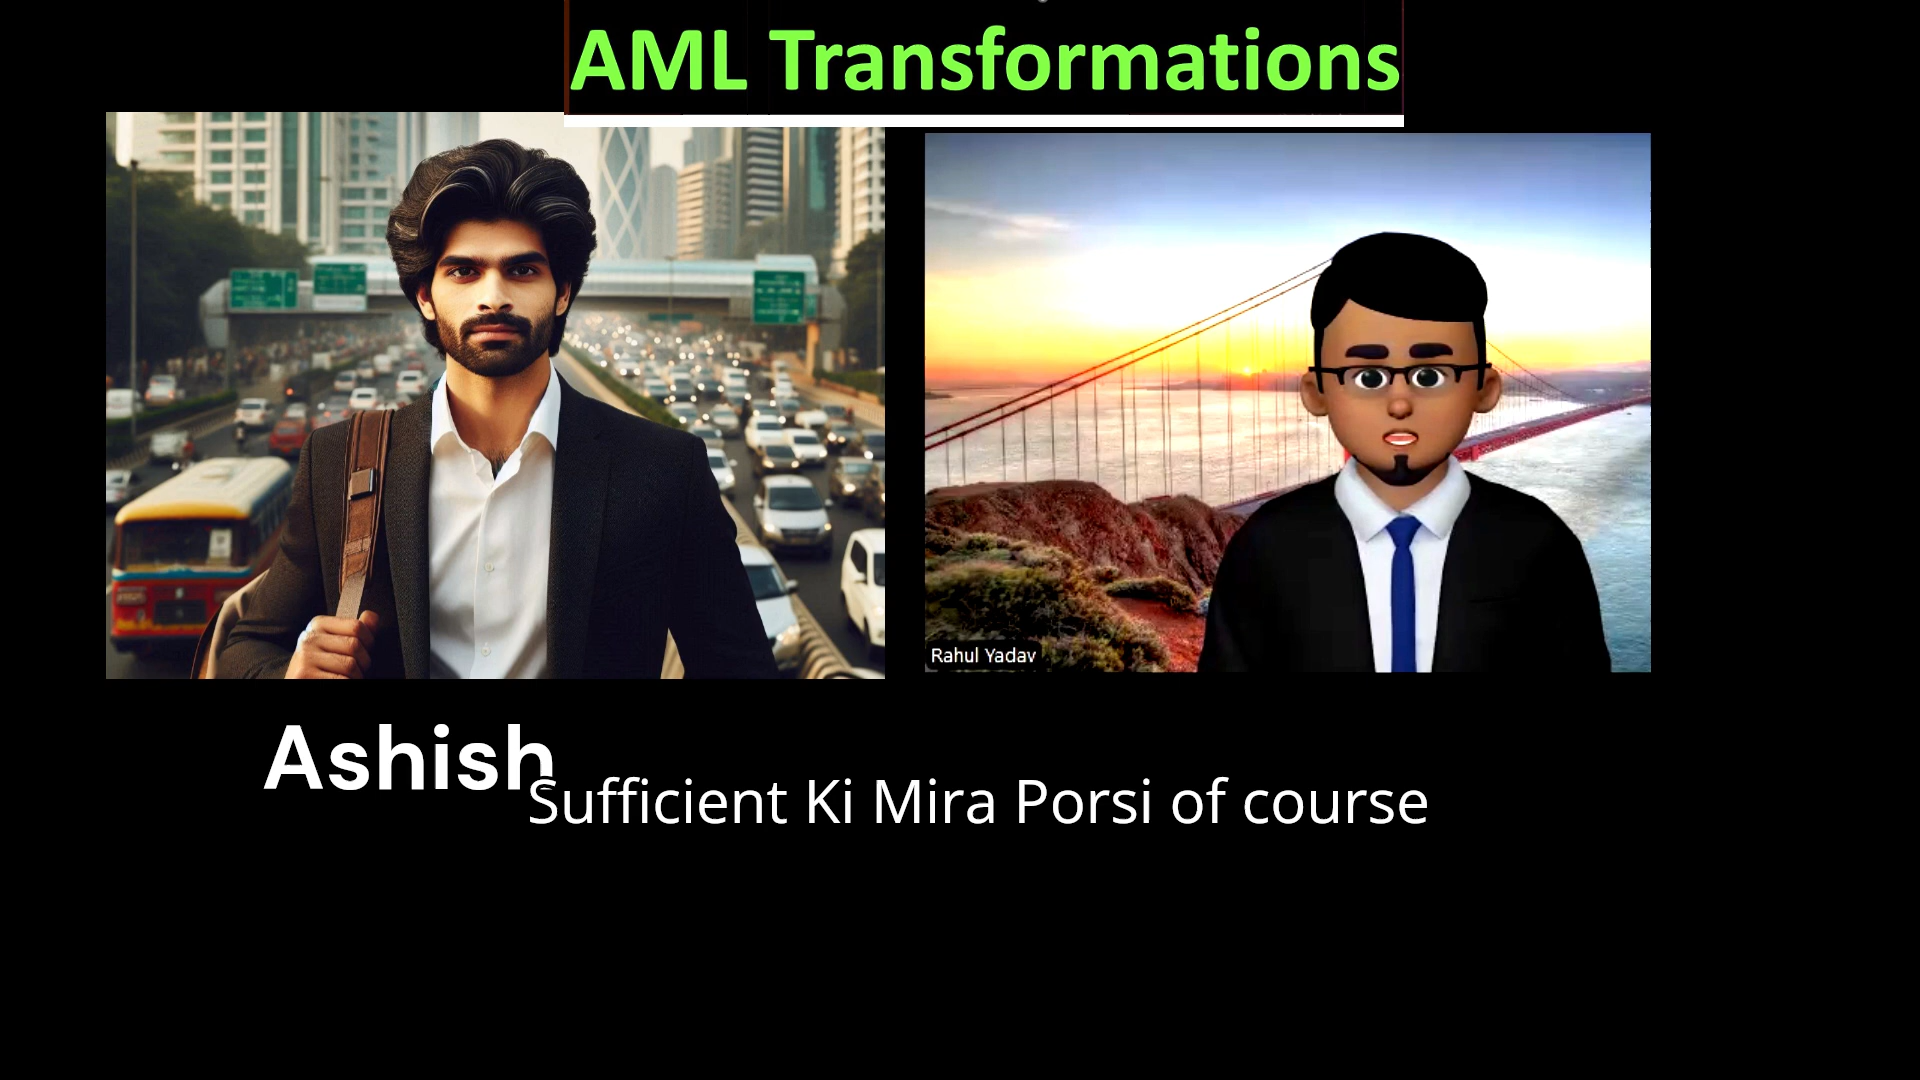 AML Transformations
Rahul Yadav
Ashish
Sufficient Ki Mira Porsi of course